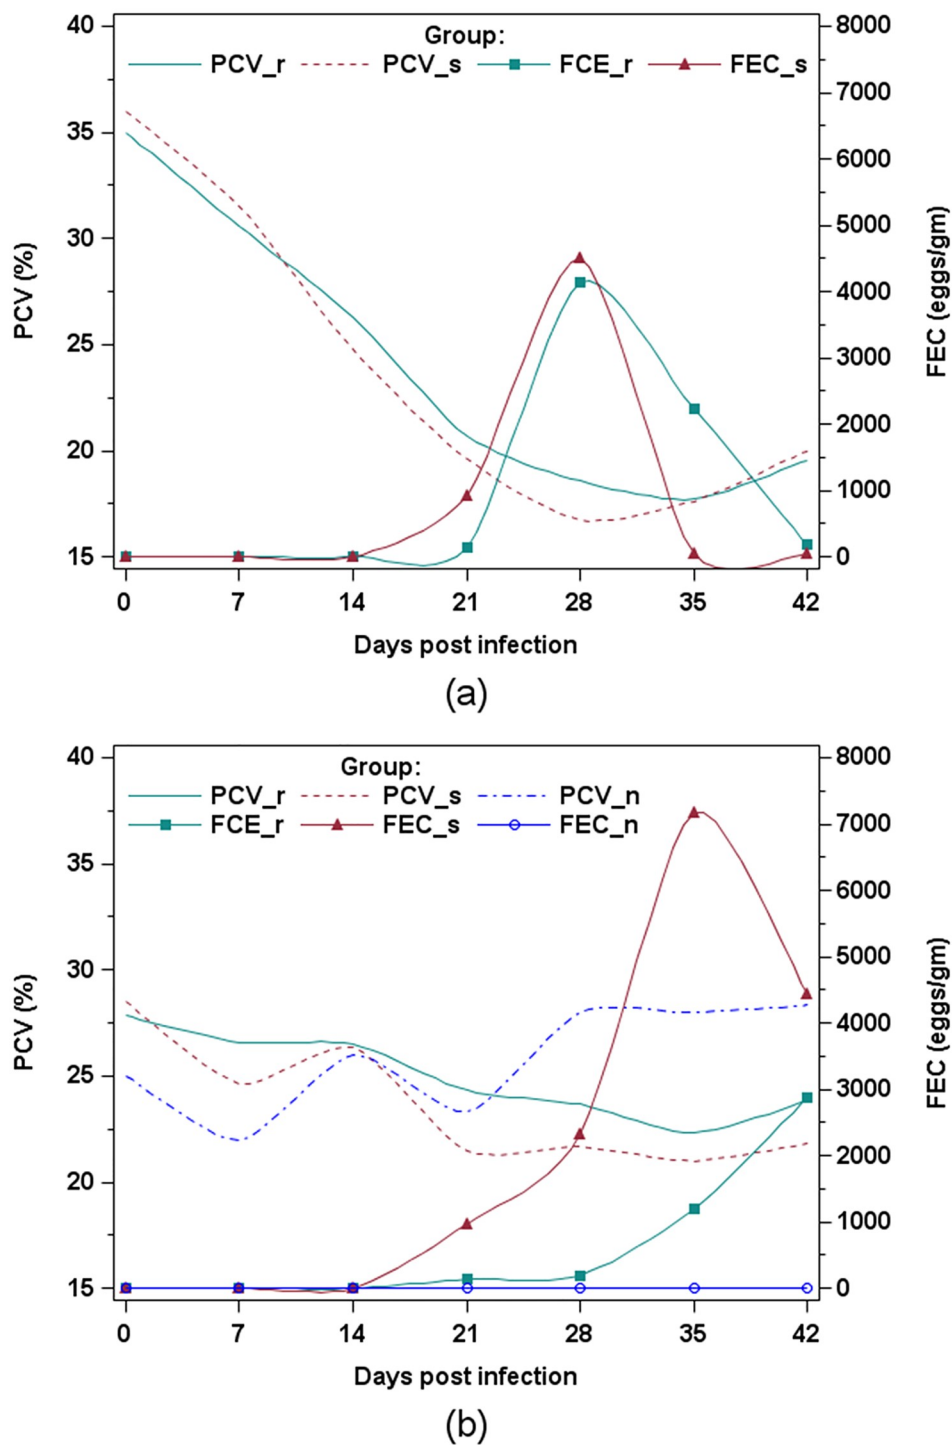 Group:
PCV_r PCV_s FCE_r FEC_s
40
35
30
25
20
15
PCV (%)
8000
7000
6000
5000
4000
3000
2000
1000
0
FEC (eggs/gm)
0 7 14 21 28 35 42
Days post infection
(a)
Group:
PCV_r PCV_s PCV_n
FCE_r FEC_s FEC_n
40
35
30
25
20
15
PCV (%)
8000
7000
6000
5000
4000
3000
2000
1000
0
FEC (eggs/gm)
0 7 14 21 28 35 42
Days post infection
(b)